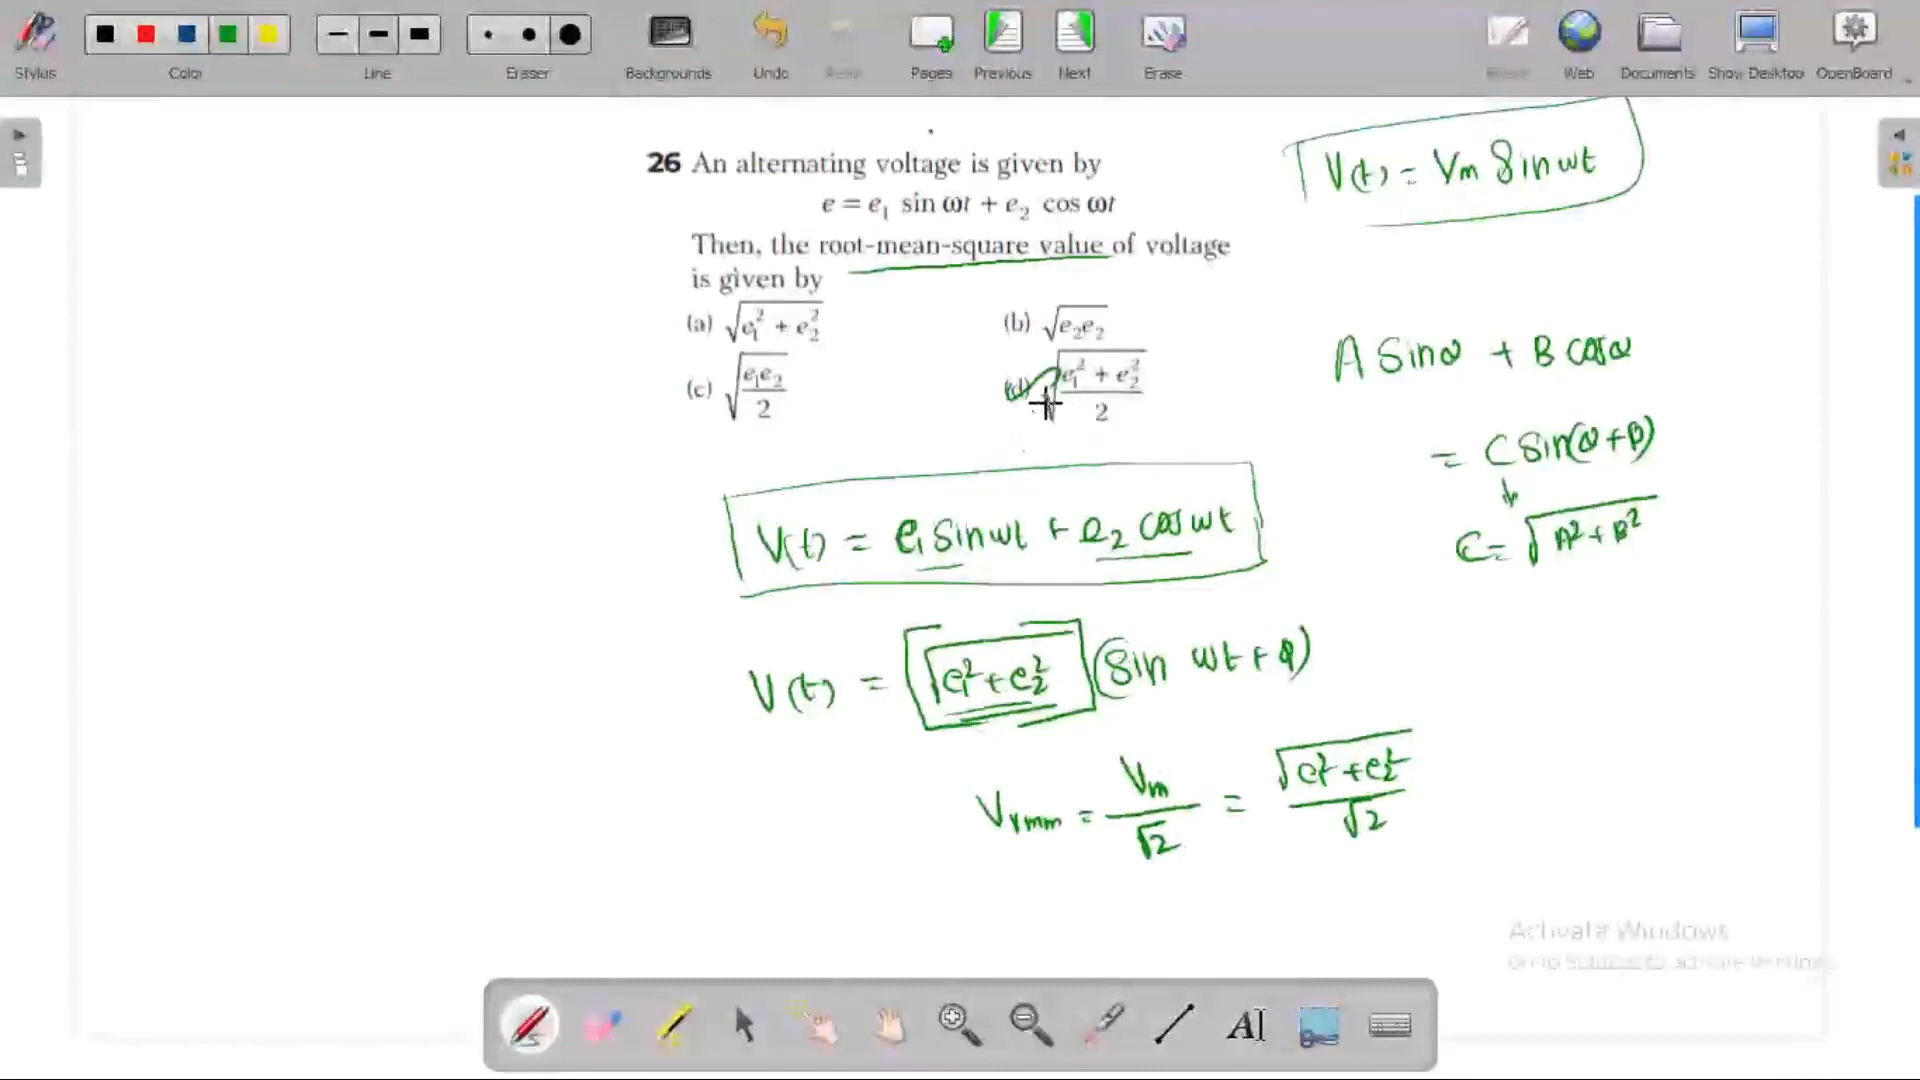 Stylus
Color
Line
Eraser
Backgrounds
Undo
Pages
Previous
Next
Erase
Web
Documents
Show Desktop
OpenBoard
26 An alternating voltage is given by
e = e₁ sin ωt + e₂ cos ωt
Then, the root-mean-square value of voltage
is given by
(a) √(e₁² + e₂²)
(b) √(e₂e₂)
(c) √(e₁e₂/2)
(d) √((e₁² + e₂²)/2)
V(t) = Vm Sin ωt
A Sinθ + B cosθ
= C Sin(θ+β)
C = √(A²+B²)
V(t) = e₁ Sin ωt + e₂ cos ωt
V(t) = √(e₁²+e₂²) (Sin ωt + φ)
= Vm/√2 = √(e₁²+e₂²)/√2
Activate Windows
AI